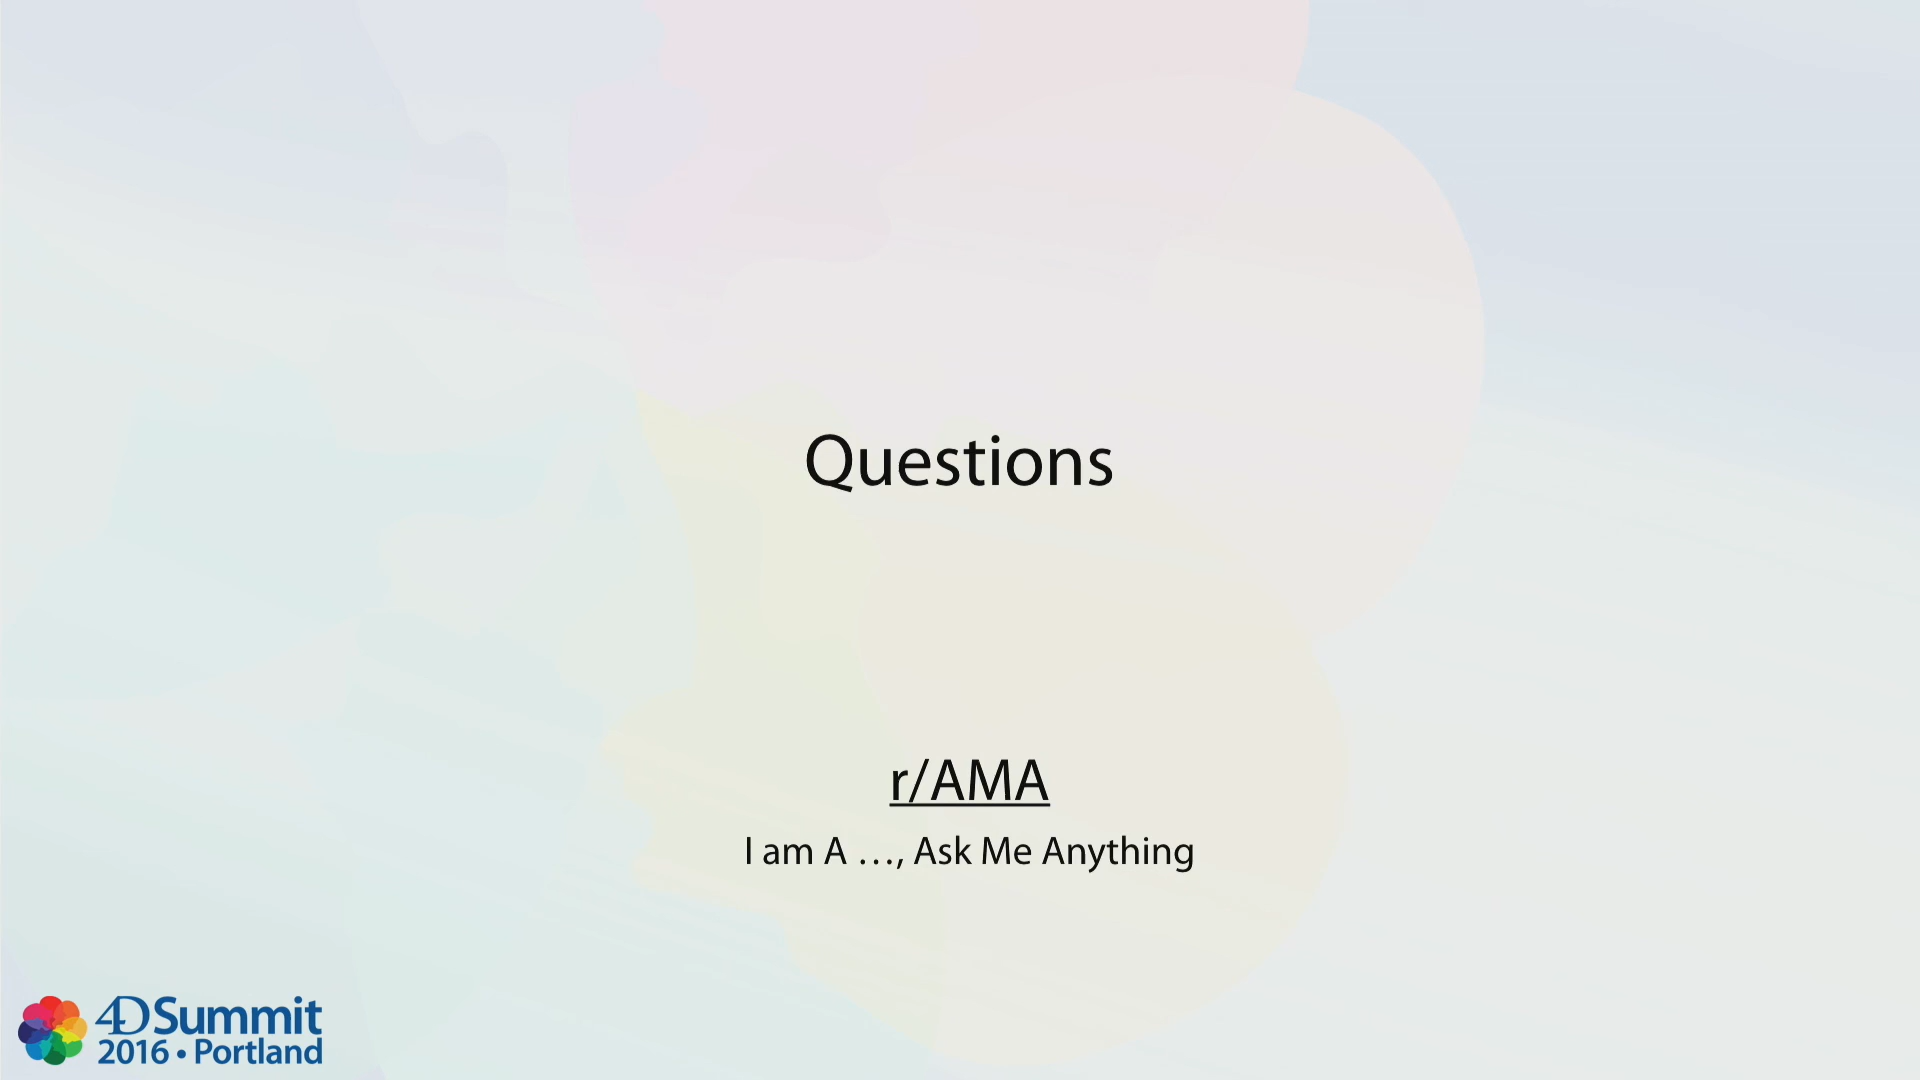 Questions
r/AMA
I am A …, Ask Me Anything
4D Summit
2016 • Portland